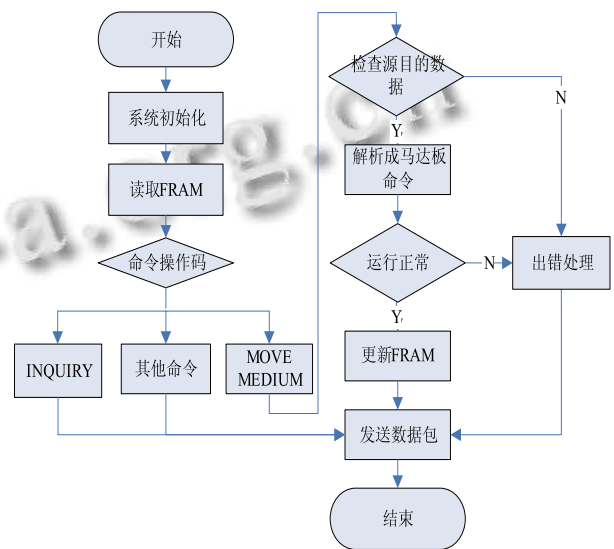 开始
系统初始化
读取FRAM
命令操作码
INQUIRY
其他命令
MOVE
MEDIUM
检查源目的数
据
Y
N
解析成马达板
命令
运行正常
N
出错处理
Y
更新FRAM
发送数据包
结束